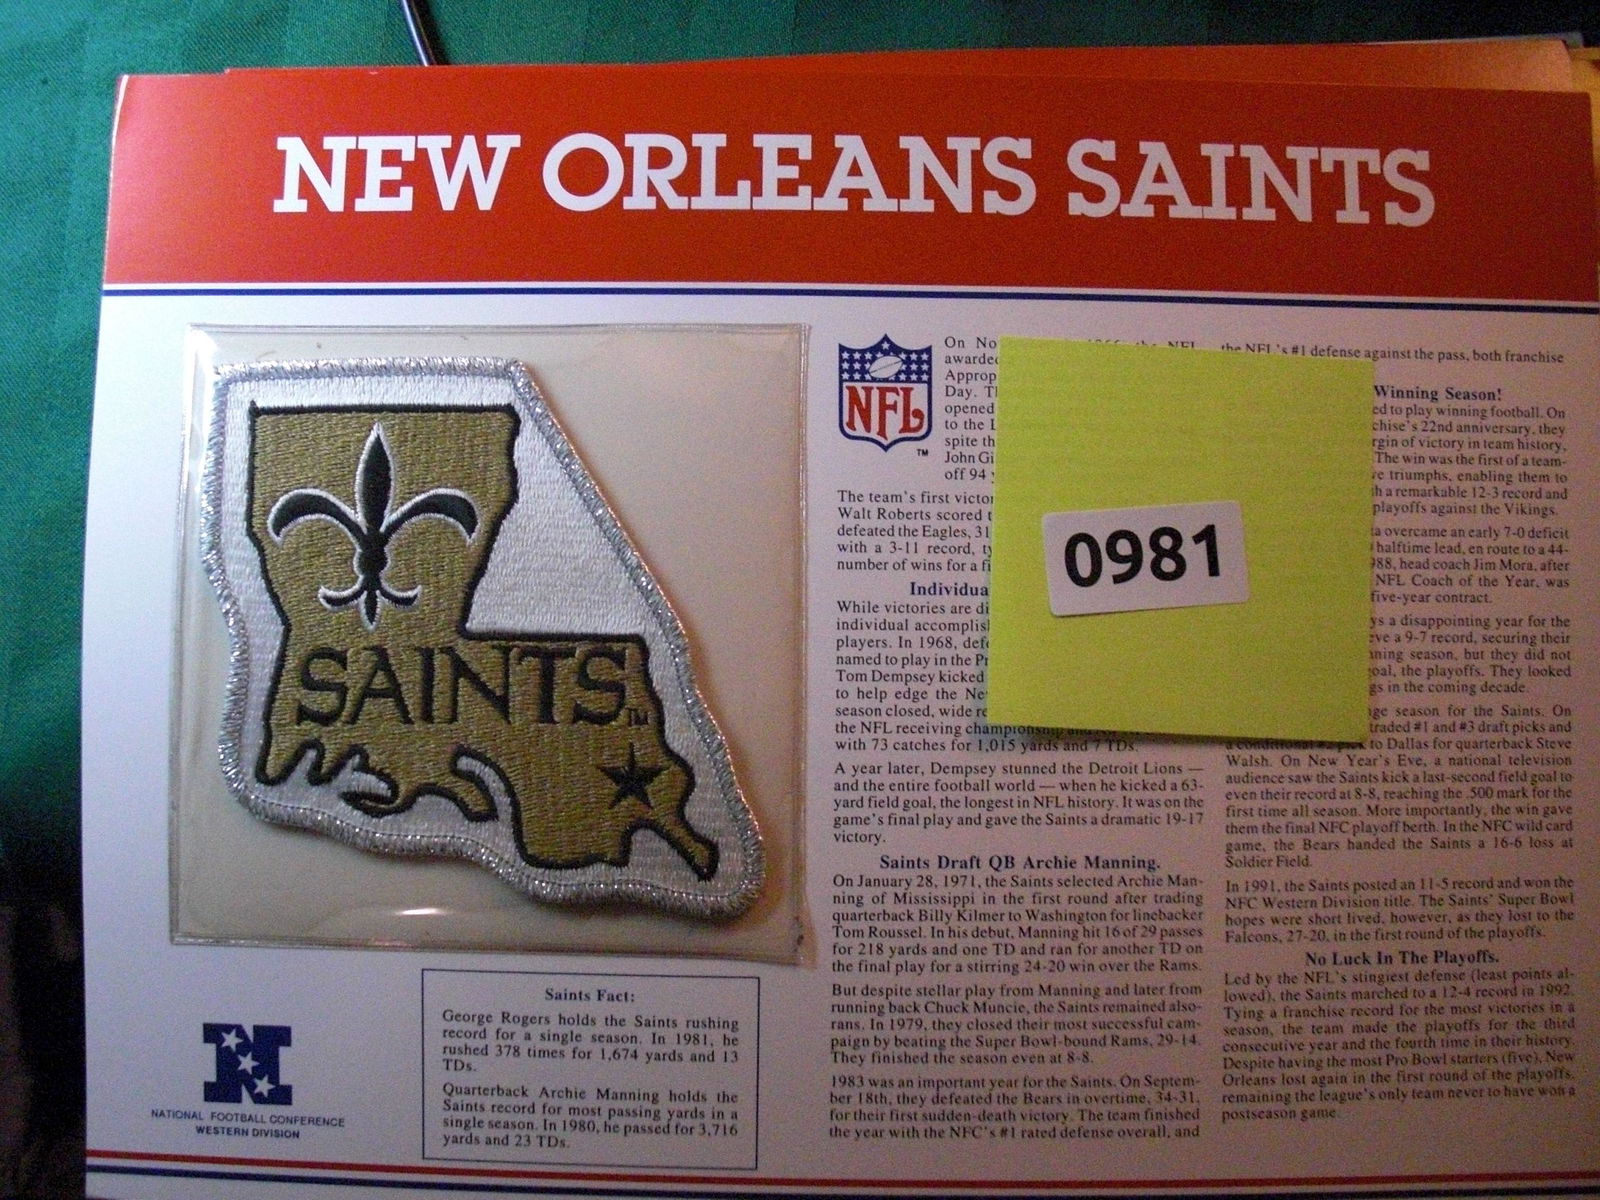 NEW ORLEANS SAINTS
SAINTS
TM
Saints Fact:
George Rogers holds the Saints rushing
record for a single season. In 1981, he
rushed 378 times for 1,674 yards and 13
TDs.
Quarterback Archie Manning holds the
Saints record for most passing yards in a
single season. In 1980, he passed for 3,716
yards and 23 TDs.
NATIONAL FOOTBALL CONFERENCE
WESTERN DIVISION
NFL
TM
On No
awarded
Approp
Day. Th
opened
to the L
spite th
John Gi
off 94 y
The team's first victor
Walt Roberts scored t
defeated the Eagles, 31
with a 3-11 record, ty
number of wins for a fi
Individua
While victories are di
individual accomplis
players. In 1968, defe
named to play in the Pr
Tom Dempsey kicked
to help edge the Ne
season closed, wide re
the NFL receiving championship and
with 73 catches for 1,015 yards and 7 TDs.
A year later, Dempsey stunned the Detroit Lions —
and the entire football world — when he kicked a 63-
yard field goal, the longest in NFL history. It was on the
game's final play and gave the Saints a dramatic 19-17
victory.
Saints Draft QB Archie Manning.
On January 28, 1971, the Saints selected Archie Man-
ning of Mississippi in the first round after trading
quarterback Billy Kilmer to Washington for linebacker
Tom Roussel. In his debut, Manning hit 16 of 29 passes
for 218 yards and one TD and ran for another TD on
the final play for a stirring 24-20 win over the Rams.
But despite stellar play from Manning and later from
running back Chuck Muncie, the Saints remained also-
rans. In 1979, they closed their most successful cam-
paign by beating the Super Bowl-bound Rams, 29-14.
They finished the season even at 8-8.
1983 was an important year for the Saints. On Septem-
ber 18th, they defeated the Bears in overtime, 34-31,
for their first sudden-death victory. The team finished
the year with the NFC's #1 rated defense overall, and
0981
the NFL's #1 defense against the pass, both franchise
Winning Season!
ed to play winning football. On
chise's 22nd anniversary, they
rgin of victory in team history,
The win was the first of a team-
ve triumphs, enabling them to
h a remarkable 12-3 record and
playoffs against the Vikings.
ta overcame an early 7-0 deficit
halftime lead, en route to a 44-
988, head coach Jim Mora, after
NFL Coach of the Year, was
five-year contract.
ys a disappointing year for the
eve a 9-7 record, securing their
nning season, but they did not
oal, the playoffs. They looked
gs in the coming decade.
nge season for the Saints. On
traded #1 and #3 draft picks and
a conditional #2 pick to Dallas for quarterback Steve
Walsh. On New Year's Eve, a national television
audience saw the Saints kick a last-second field goal to
even their record at 8-8, reaching the .500 mark for the
first time all season. More importantly, the win gave
them the final NFC playoff berth. In the NFC wild card
game, the Bears handed the Saints a 16-6 loss at
Soldier Field.
In 1991, the Saints posted an 11-5 record and won the
NFC Western Division title. The Saints' Super Bowl
hopes were short lived, however, as they lost to the
Falcons, 27-20, in the first round of the playoffs.
No Luck In The Playoffs.
Led by the NFL's stingiest defense (least points al-
lowed), the Saints marched to a 12-4 record in 1992.
Tying a franchise record for the most victories in a
season, the team made the playoffs for the third
consecutive year and the fourth time in their history.
Despite having the most Pro Bowl starters (five), New
Orleans lost again in the first round of the playoffs,
remaining the league's only team never to have won a
postseason game.